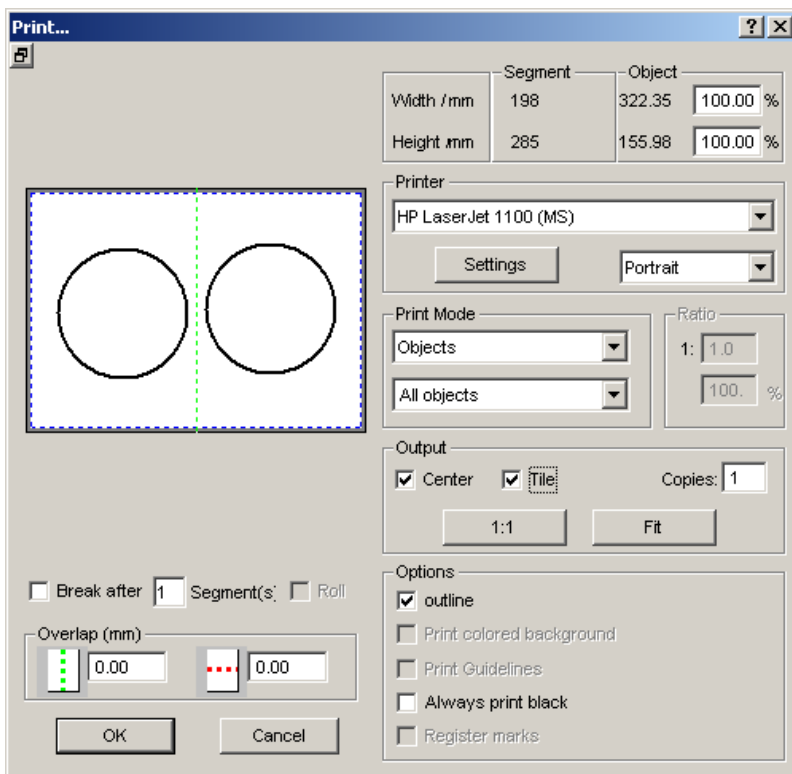 Print...
Segment Object
Width /mm 198 322.35 100.00 %
Height /mm 285 155.98 100.00 %
Printer
HP LaserJet 1100 (MS)
Settings Portrait
Print Mode
Objects
All objects
Ratio
1: 1.0
100. %
Output
Center Tile Copies: 1
1:1 Fit
Break after 1 Segment(s) Roll
Overlap (mm)
0.00 0.00
OK Cancel
Options
outline
Print colored background
Print Guidelines
Always print black
Register marks